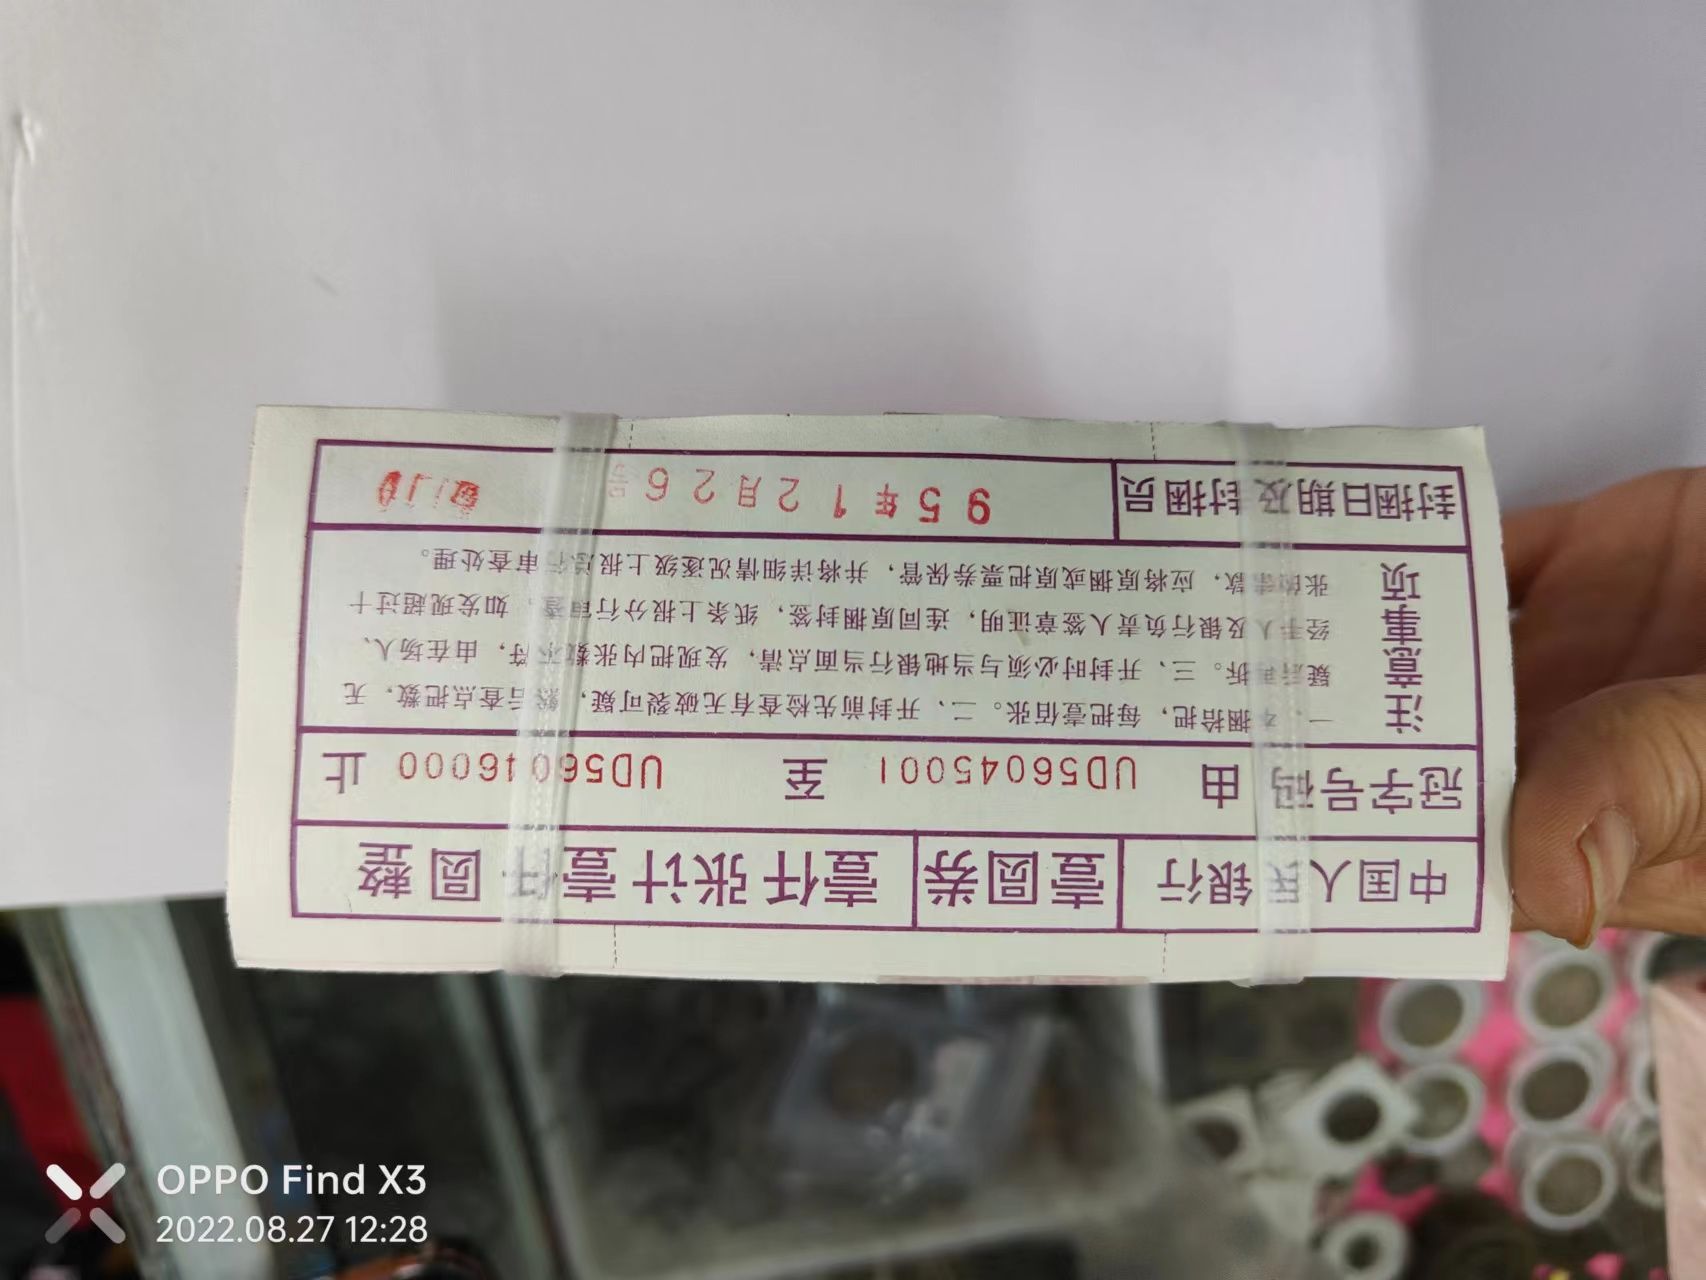 中国人民银行 壹圆券 壹仟张计壹仟圆整
冠字号码 由 UD56045001 至 UD56046000 止
注意事项
一、本捆拾把，每把壹佰张。二、开封前先检查有无破裂可疑，然后查点把数，无
疑后再拆。三、开封时必须与当地银行当面点清，发现把内张数不符，由在场人、
经手人及银行负责人签章证明，连同原捆封签，纸条上报分行审查，如发现超过十
张的错款，应将原捆或原把票券保管，并将详细情况逐级上报总行审查处理。
封捆日期及封捆员 95年12月26号
OPPO Find X3
2022.08.27 12:28